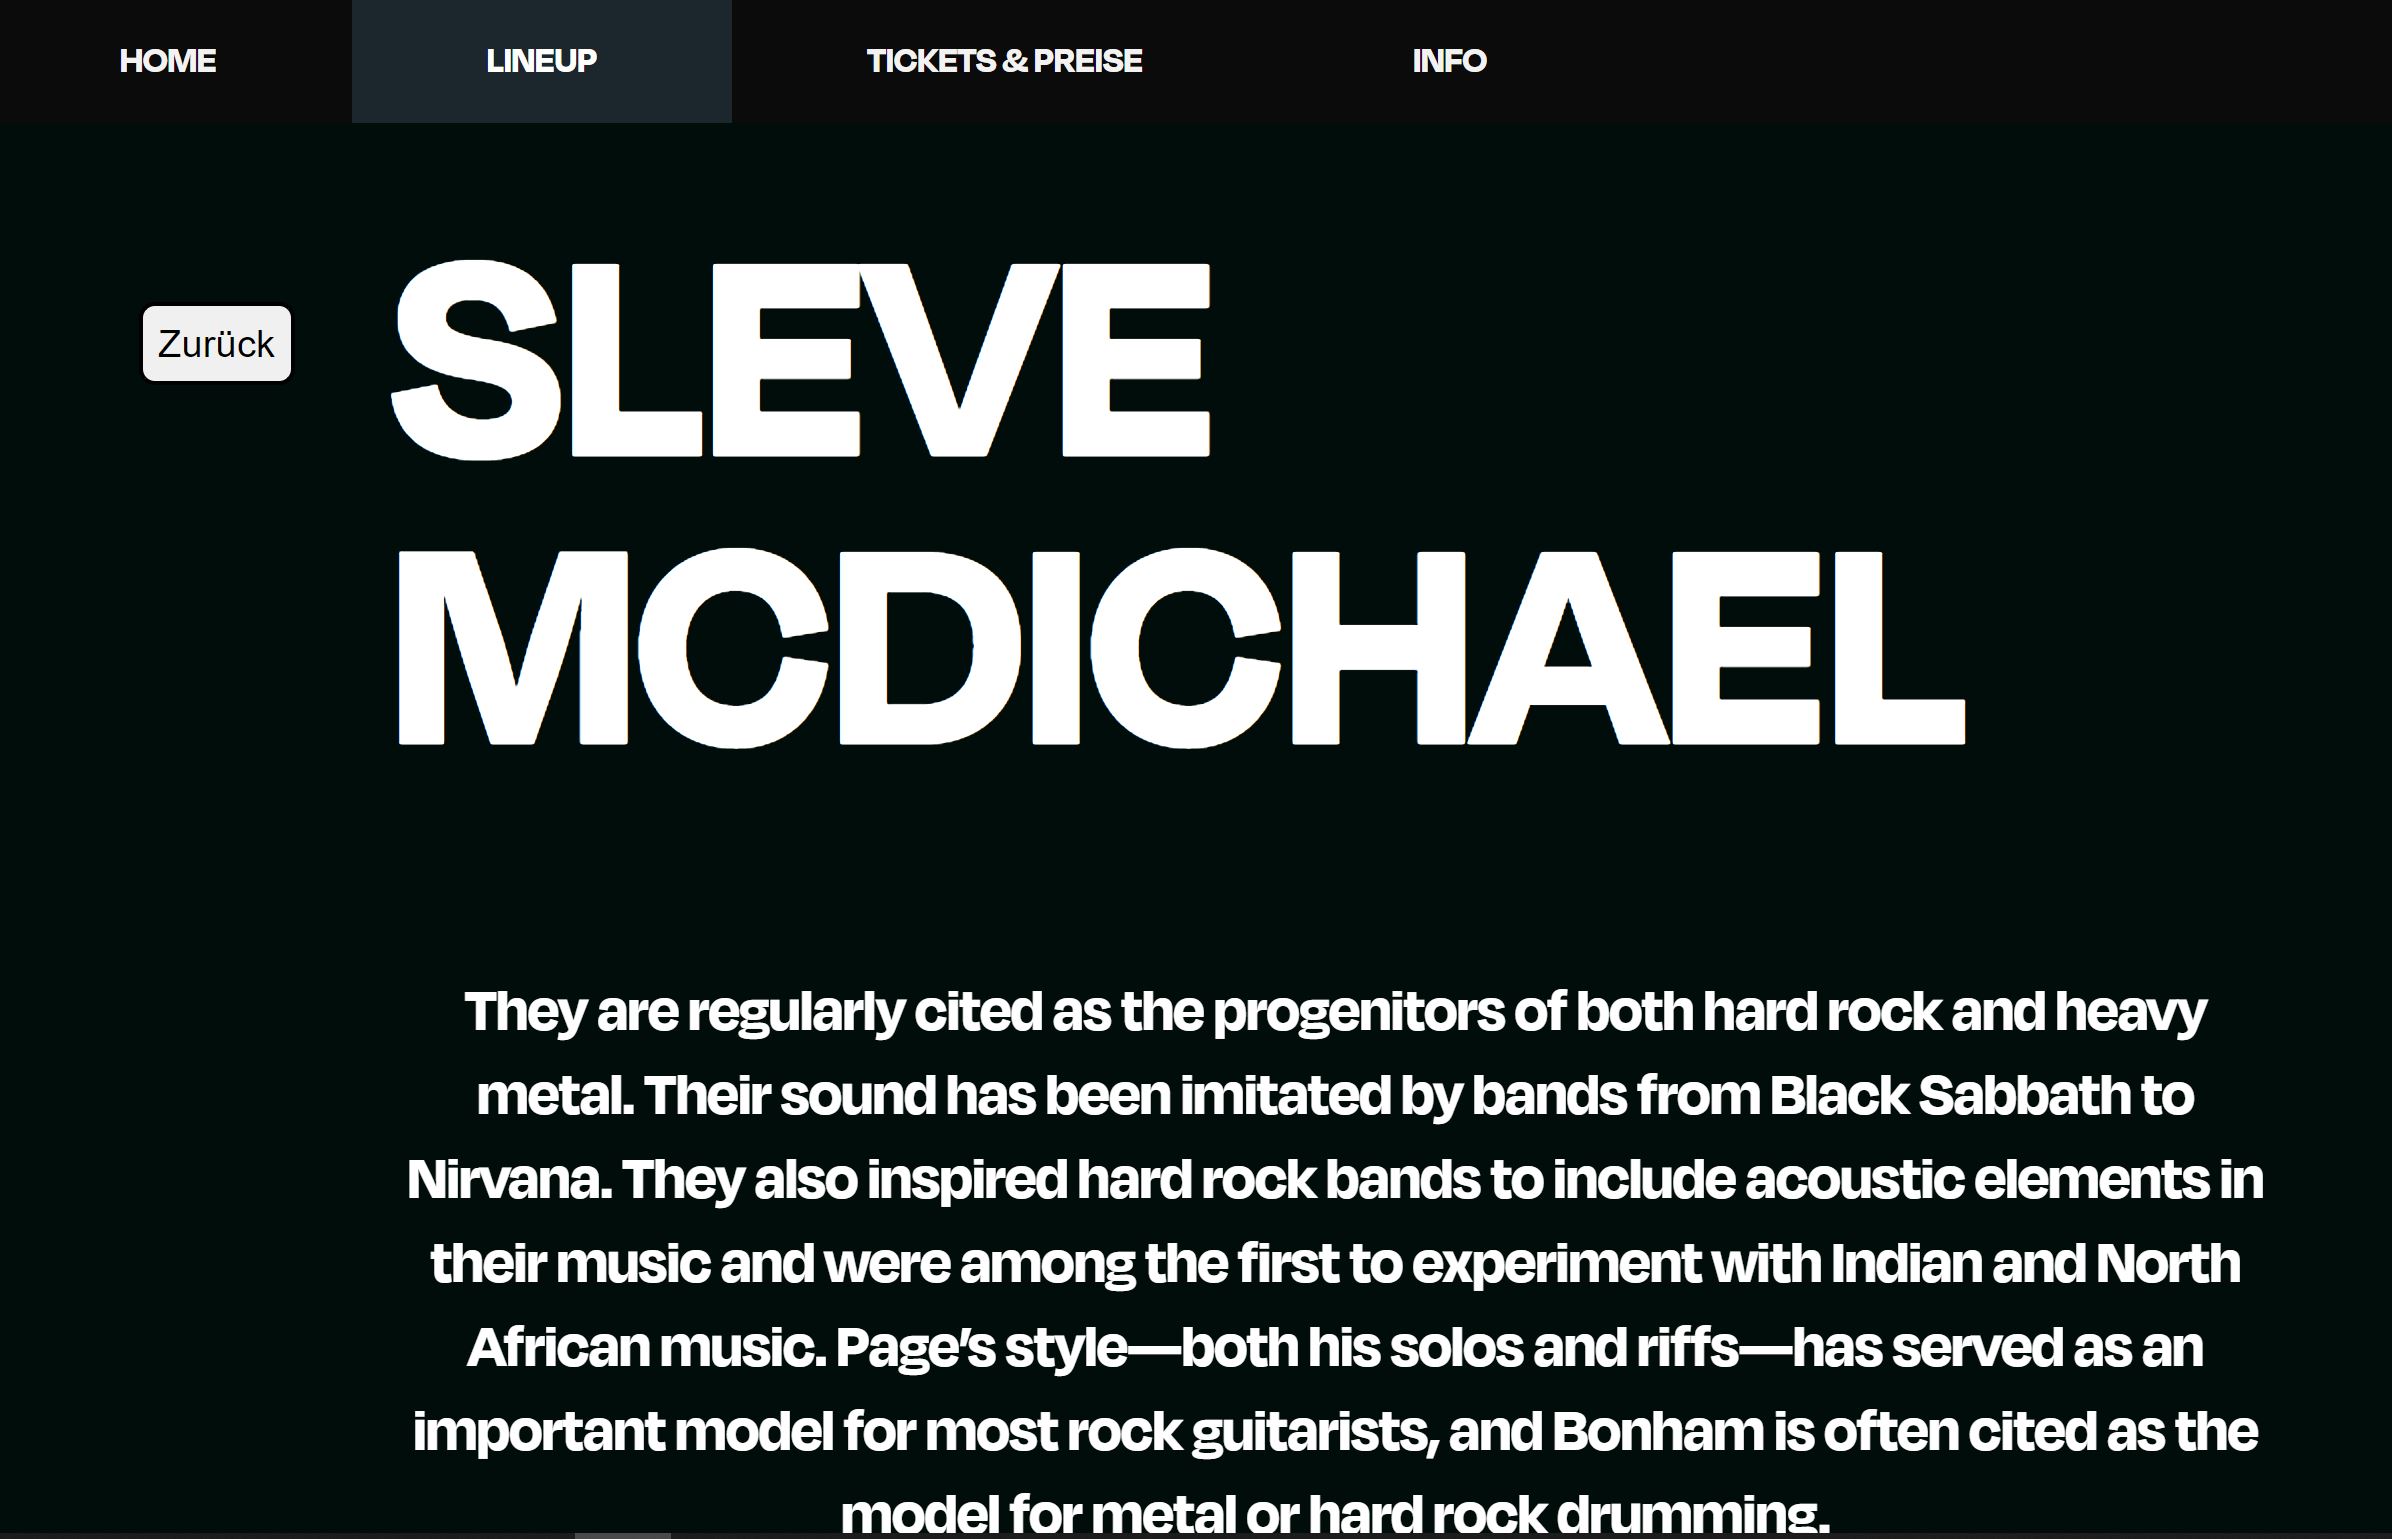 HOME LINEUP TICKETS & PREISE INFO
Zurück
SLEVE
MCDICHAEL
They are regularly cited as the progenitors of both hard rock and heavy
metal. Their sound has been imitated by bands from Black Sabbath to
Nirvana. They also inspired hard rock bands to include acoustic elements in
their music and were among the first to experiment with Indian and North
African music. Page’s style—both his solos and riffs—has served as an
important model for most rock guitarists, and Bonham is often cited as the
model for metal or hard rock drumming.